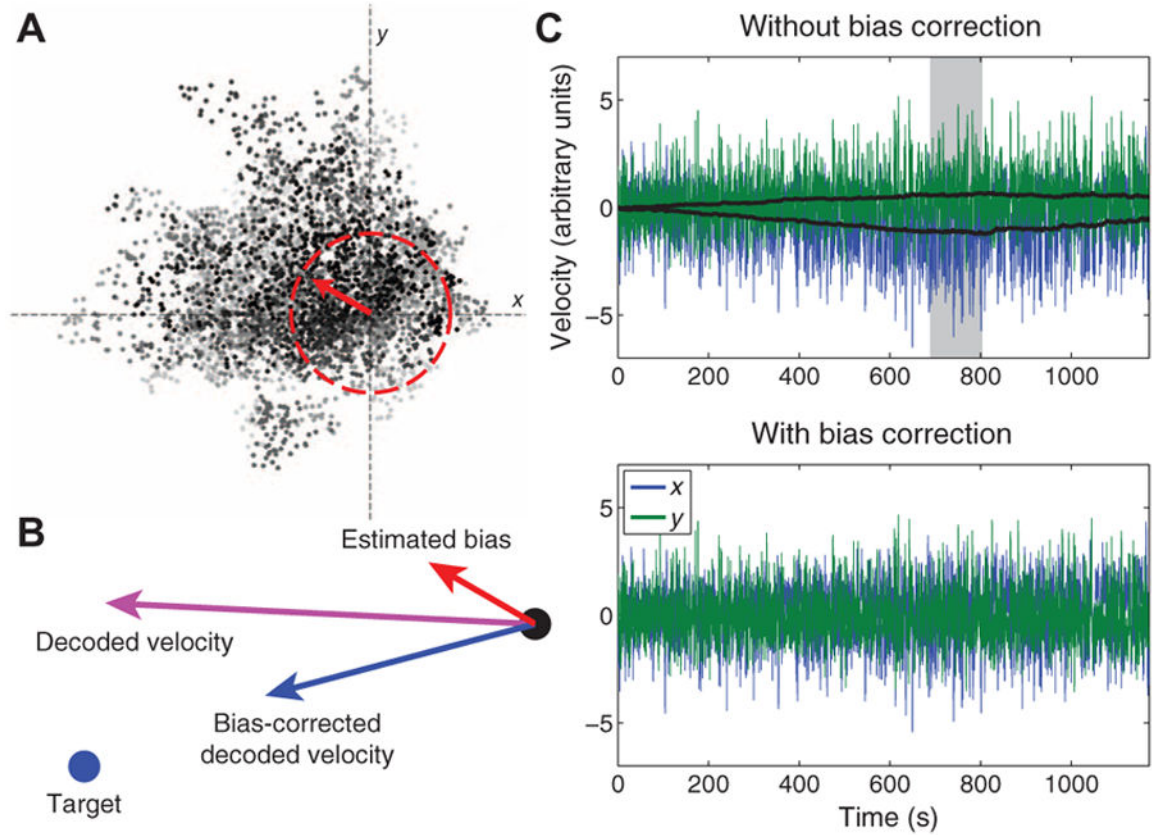 A
y
x
B
Estimated bias
Decoded velocity
Bias-corrected
decoded velocity
Target
C
Without bias correction
Velocity (arbitrary units)
5
0
−5
0 200 400 600 800 1000
With bias correction
x
y
5
0
−5
0 200 400 600 800 1000
Time (s)